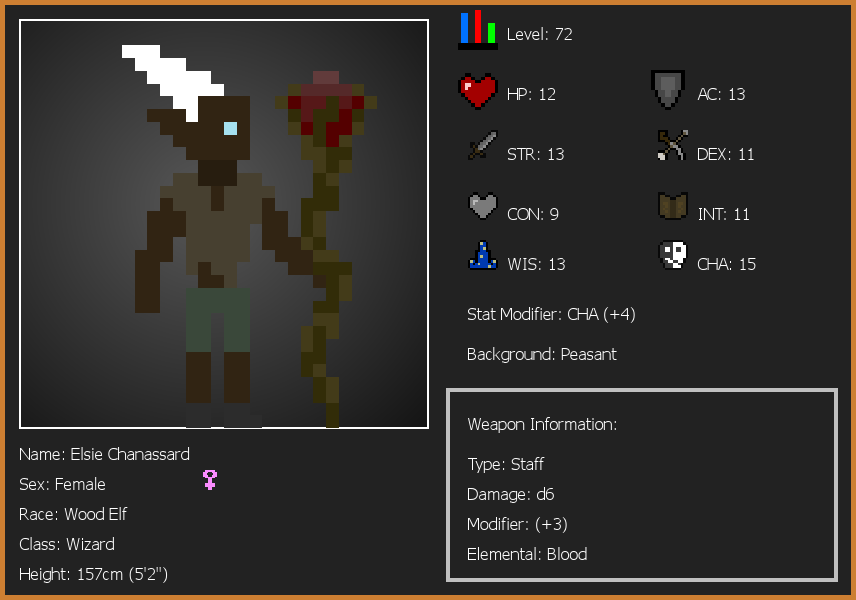 Level: 72
HP: 12
AC: 13
STR: 13
DEX: 11
CON: 9
INT: 11
WIS: 13
CHA: 15
Stat Modifier: CHA (+4)
Background: Peasant
Weapon Information:
Type: Staff
Damage: d6
Modifier: (+3)
Elemental: Blood
Name: Elsie Chanassard
Sex: Female
Race: Wood Elf
Class: Wizard
Height: 157cm (5'2")